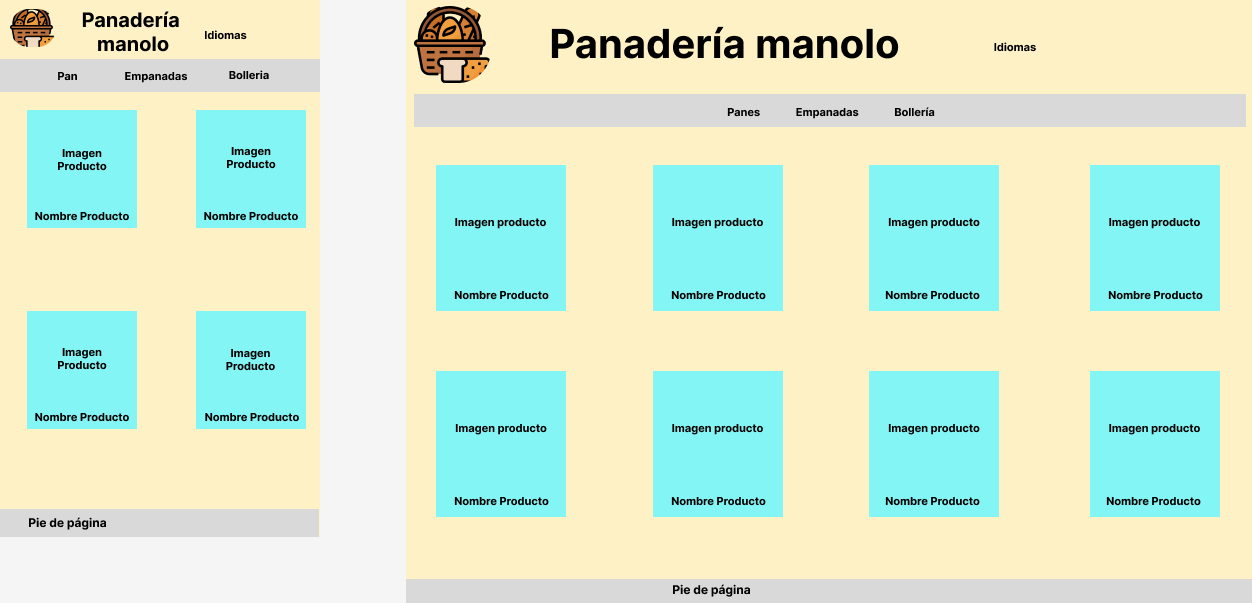 Panadería
manolo
Idiomas
Pan Empanadas Bolleria
Imagen
Producto
Nombre Producto
Imagen
Producto
Nombre Producto
Imagen
Producto
Nombre Producto
Imagen
Producto
Nombre Producto
Pie de página
Panadería manolo
Idiomas
Panes Empanadas Bollería
Imagen producto Imagen producto Imagen producto Imagen producto
Nombre Producto Nombre Producto Nombre Producto Nombre Producto
Imagen producto Imagen producto Imagen producto Imagen producto
Nombre Producto Nombre Producto Nombre Producto Nombre Producto
Pie de página